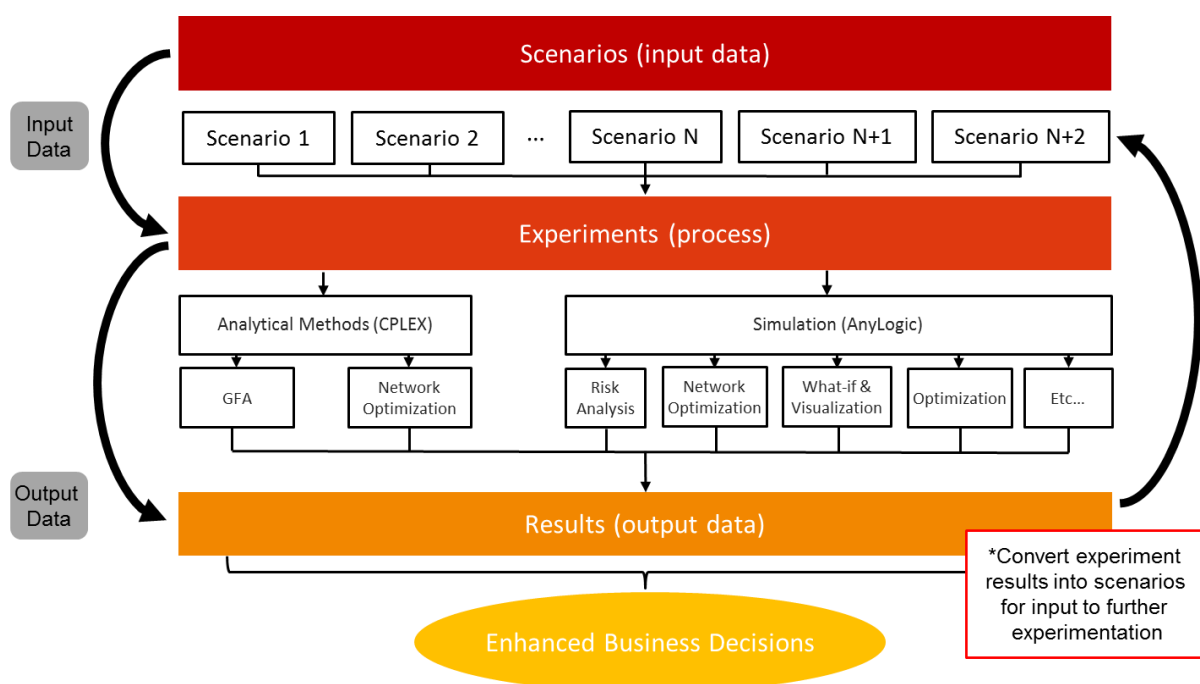 Scenarios (input data)
Input
Data
Scenario 1
Scenario 2
...
Scenario N
Scenario N+1
Scenario N+2
Experiments (process)
Analytical Methods (CPLEX)
Simulation (AnyLogic)
GFA
Network
Optimization
Risk
Analysis
Network
Optimization
What-if &
Visualization
Optimization
Etc...
Output
Data
Results (output data)
*Convert experiment
results into scenarios
for input to further
experimentation
Enhanced Business Decisions